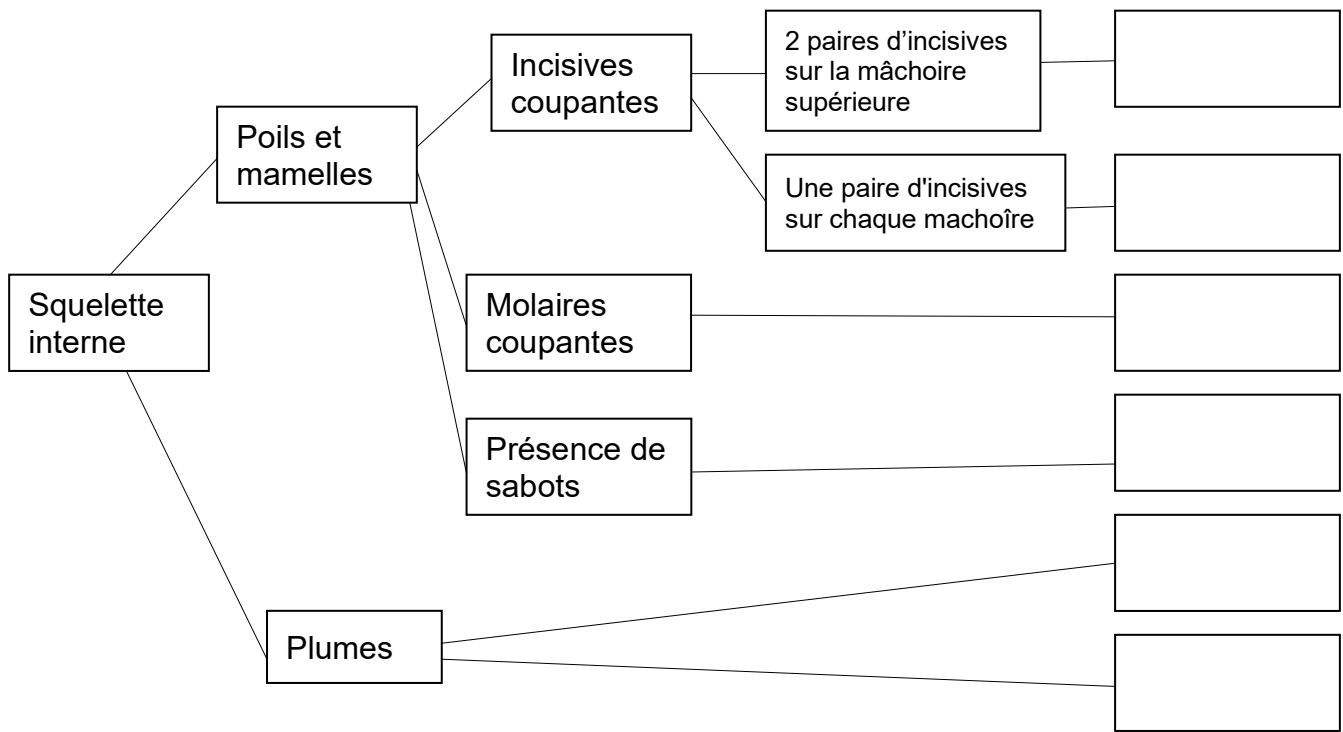 Incisives
coupantes
2 paires d’incisives
sur la mâchoire
supérieure
Poils et
mamelles
Une paire d'incisives
sur chaque machoîre
Squelette
interne
Molaires
coupantes
Présence de
sabots
Plumes